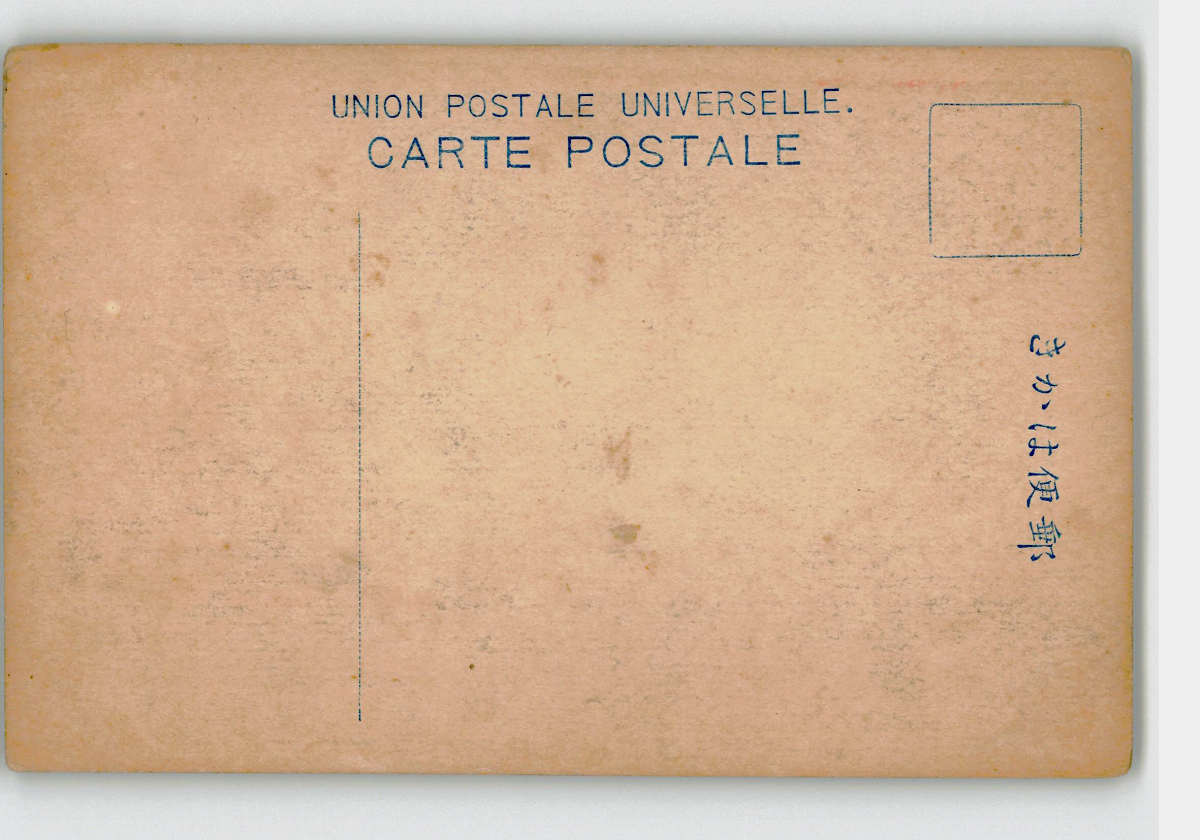 UNION POSTALE UNIVERSELLE.
CARTE POSTALE
きかは便郵